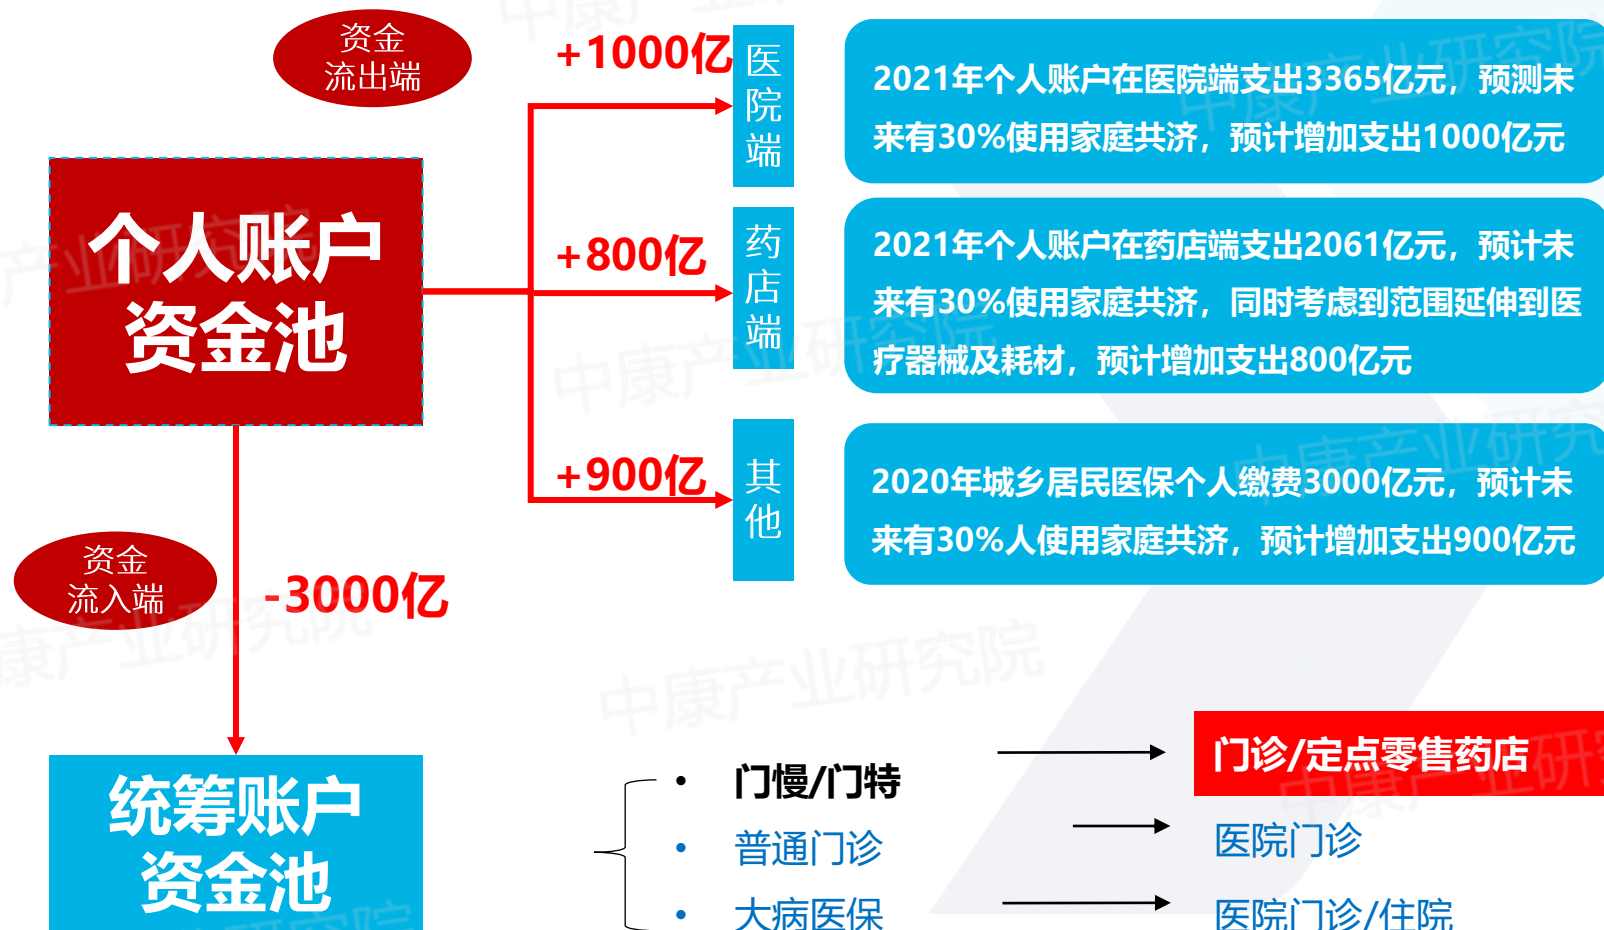 资金
流出端
+1000亿
医
院
端
2021年个人账户在医院端支出3365亿元，预测未
来有30%使用家庭共济，预计增加支出1000亿元
个人账户
资金池
+800亿
药
店
端
2021年个人账户在药店端支出2061亿元，预计未
来有30%使用家庭共济，同时考虑到范围延伸到医
疗器械及耗材，预计增加支出800亿元
+900亿
其
他
2020年城乡居民医保个人缴费3000亿元，预计未
来有30%人使用家庭共济，预计增加支出900亿元
资金
流入端
-3000亿
统筹账户
资金池
• 门慢/门特
门诊/定点零售药店
• 普通门诊
医院门诊
• 大病医保
医院门诊/住院
中康产业研究院